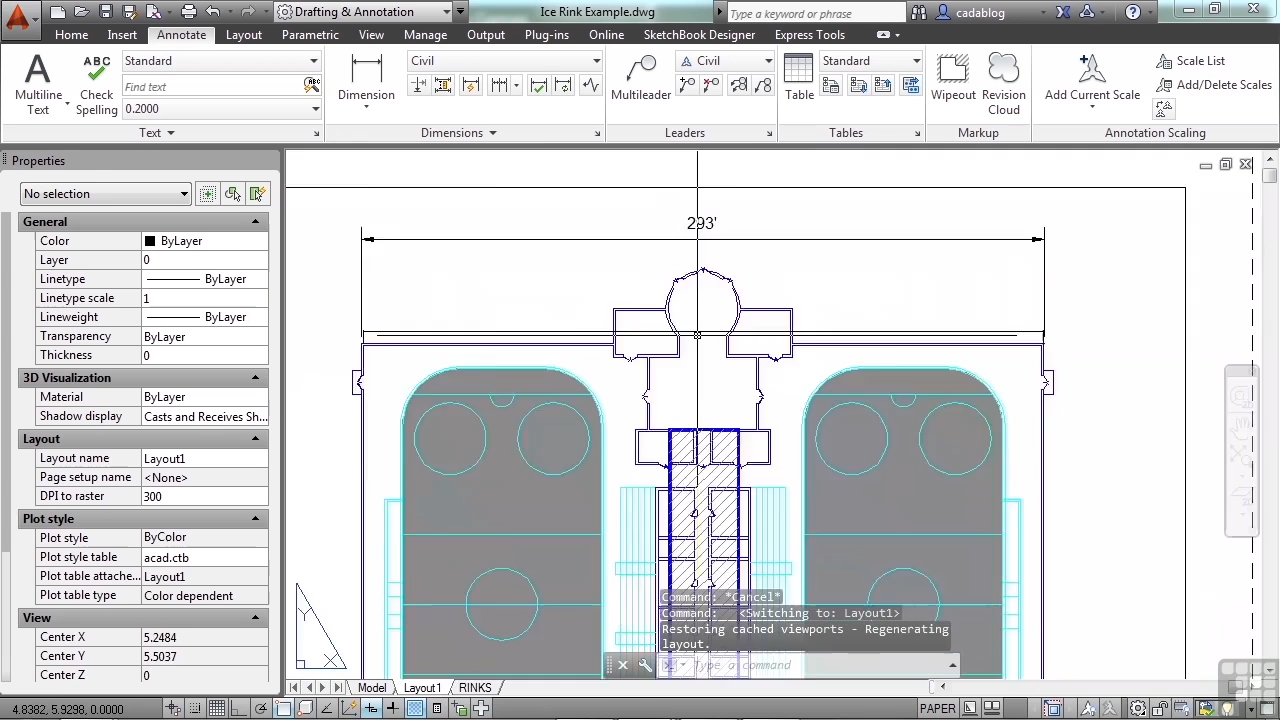 Drafting & Annotation
Ice Rink Example.dwg
Type a keyword or phrase
cadablog
Home Insert Annotate Layout Parametric View Manage Output Plug-ins Online SketchBook Designer Express Tools
Multiline Text
ABC
Check Spelling
Standard
Find text
0.2000
Text
Dimension
Civil
Dimensions
Multileader
Civil
Leaders
Table
Standard
Tables
Wipeout
Revision Cloud
Markup
Add Current Scale
Scale List
Add/Delete Scales
Annotation Scaling
Properties
No selection
General
Color ByLayer
Layer 0
Linetype ByLayer
Linetype scale 1
Lineweight ByLayer
Transparency ByLayer
Thickness 0
3D Visualization
Material ByLayer
Shadow display Casts and Receives Sh...
Layout
Layout name Layout1
Page setup name <None>
DPI to raster 300
Plot style
Plot style ByColor
Plot style table acad.ctb
Plot table attache... Layout1
Plot table type Color dependent
View
Center X 5.2484
Center Y 5.5037
Center Z 0
293'
Y
X
Command: *Cancel*
Command: <Switching to: Layout1>
Restoring cached viewports - Regenerating
layout.
Type a command
Model Layout1 RINKS
4.8382, 5.9298, 0.0000
PAPER